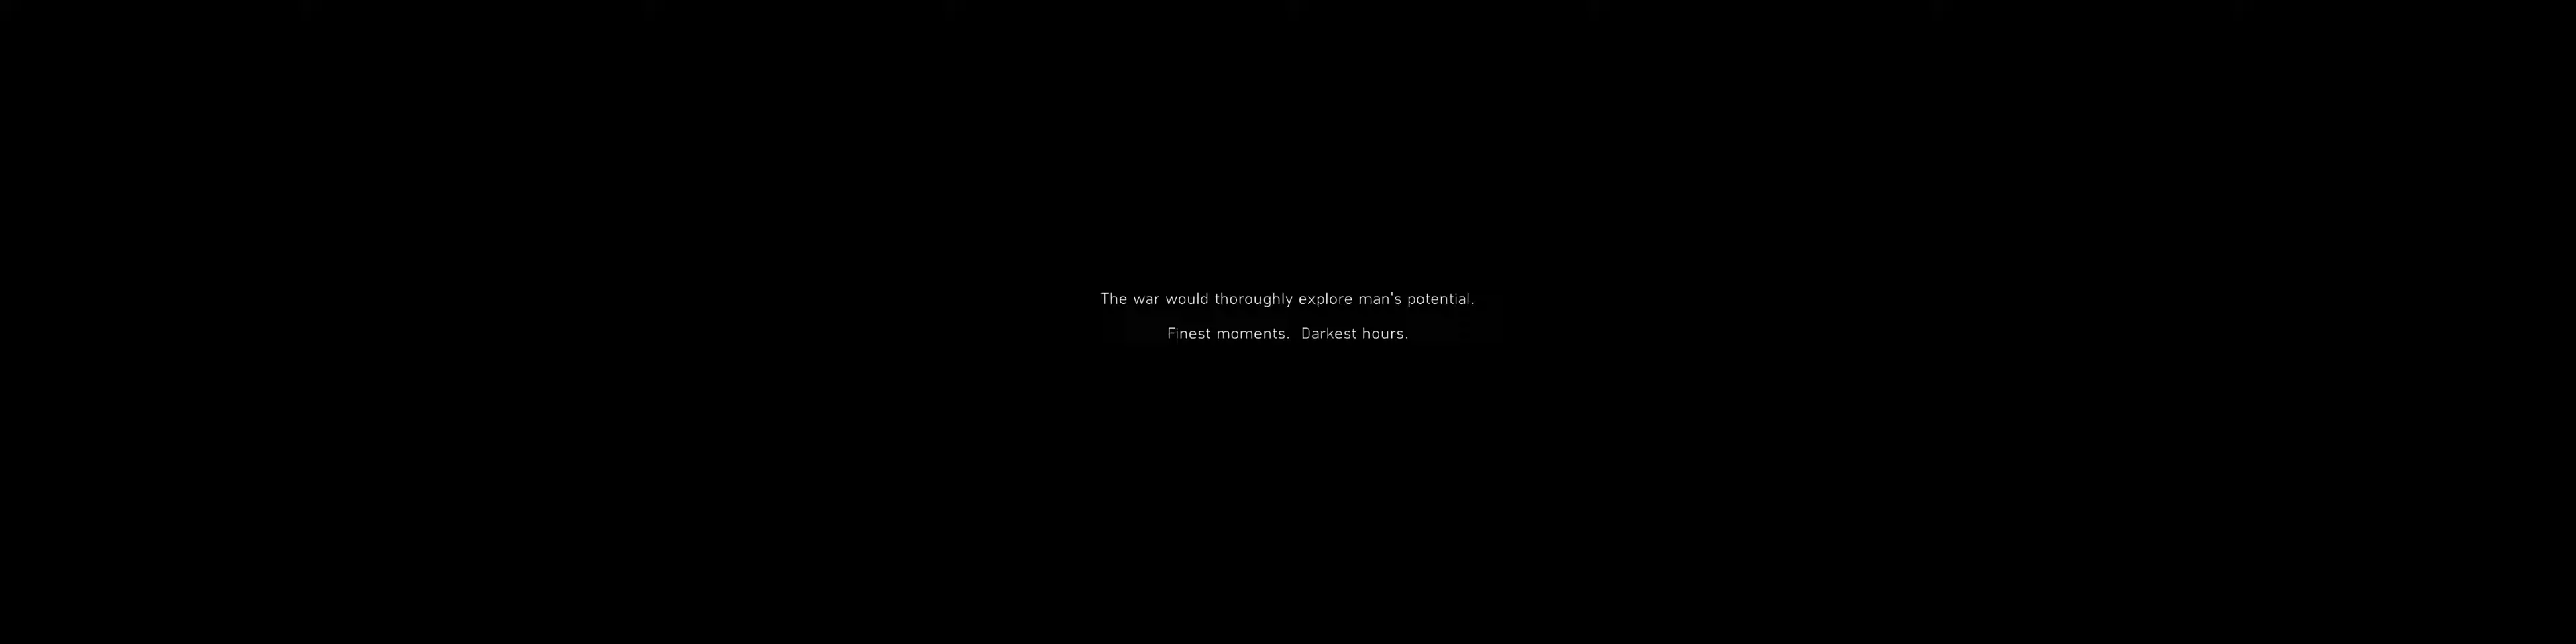 The war would thoroughly explore man's potential.
Finest moments.  Darkest hours.